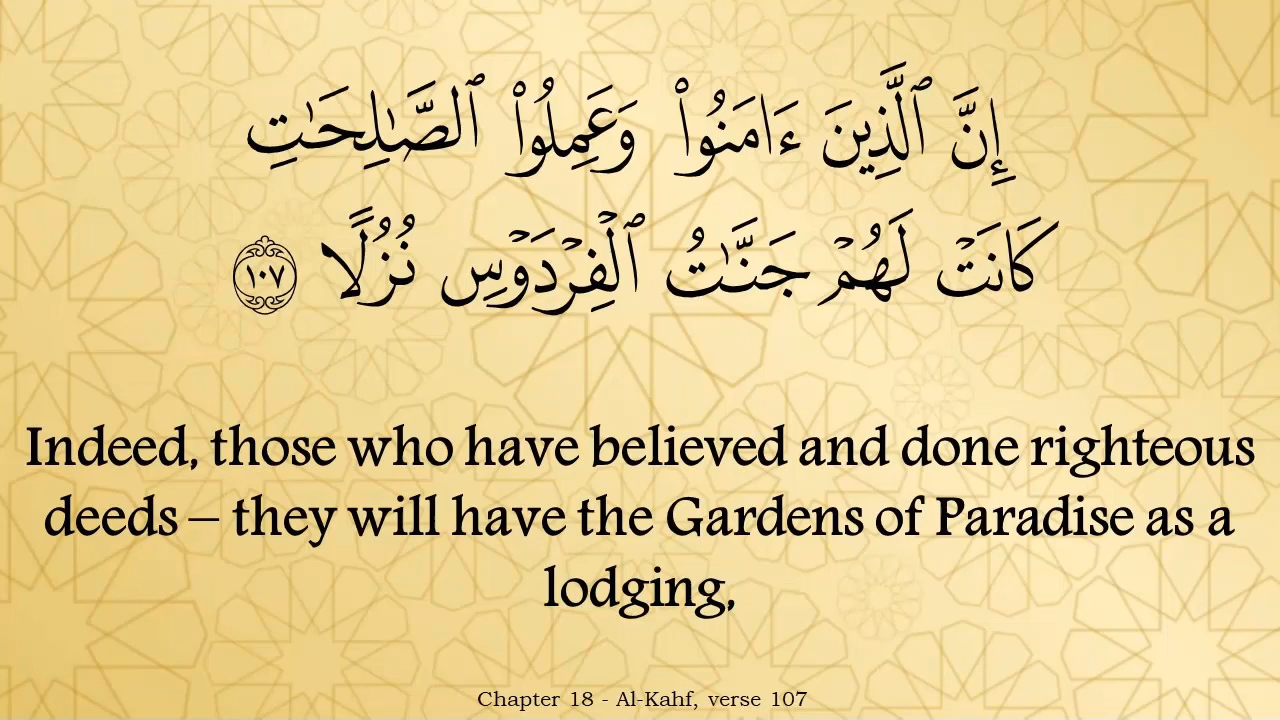 إِنَّ ٱلَّذِينَ ءَامَنُوا۟ وَعَمِلُوا۟ ٱلصَّـٰلِحَـٰتِ
كَانَتْ لَهُمْ جَنَّـٰتُ ٱلْفِرْدَوْسِ نُزُلًا ١٠٧
Indeed, those who have believed and done righteous
deeds – they will have the Gardens of Paradise as a
lodging,
Chapter 18 - Al-Kahf, verse 107